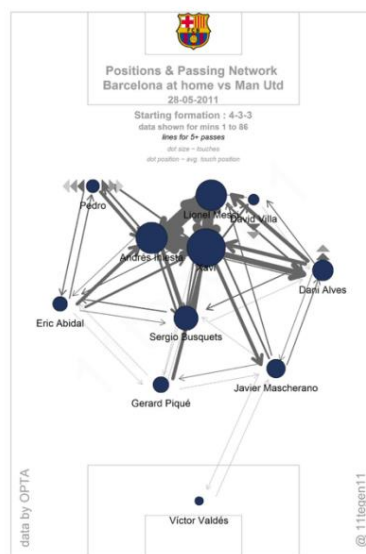 Positions & Passing Network
Barcelona at home vs Man Utd
28-05-2011
Starting formation : 4-3-3
data shown for mins 1 to 86
lines for 5+ passes
dot size ~ touches
dot position ~ avg. touch position
Pedro
Lionel Messi
David Villa
Andrés Iniesta
Xavi
Dani Alves
Eric Abidal
Sergio Busquets
Javier Mascherano
Gerard Piqué
Víctor Valdés
data by OPTA
@ 11tegen11